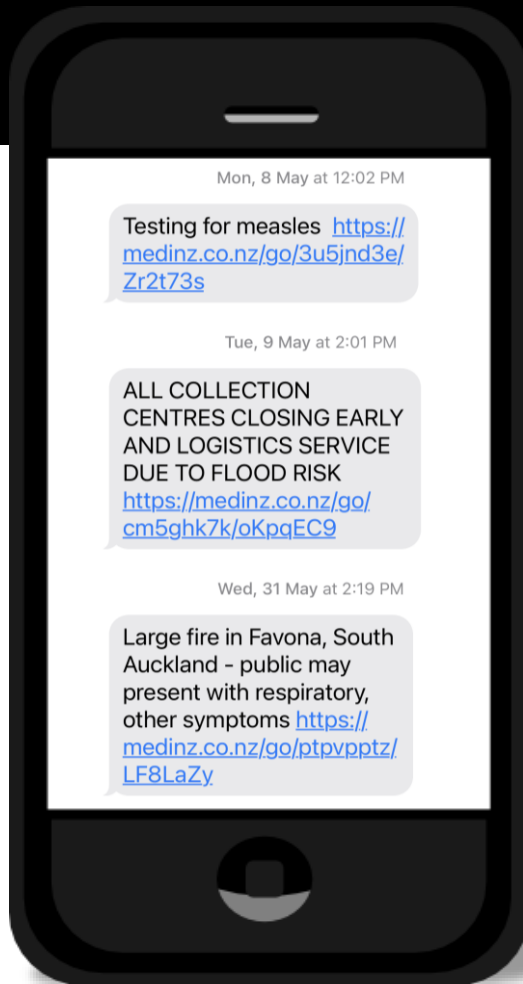 Mon, 8 May at 12:02 PM
Testing for measles https://
medinz.co.nz/go/3u5jnd3e/
Zr2t73s
Tue, 9 May at 2:01 PM
ALL COLLECTION
CENTRES CLOSING EARLY
AND LOGISTICS SERVICE
DUE TO FLOOD RISK
https://medinz.co.nz/go/
cm5ghk7k/oKpqEC9
Wed, 31 May at 2:19 PM
Large fire in Favona, South
Auckland - public may
present with respiratory,
other symptoms https://
medinz.co.nz/go/ptpvpptz/
LF8LaZy